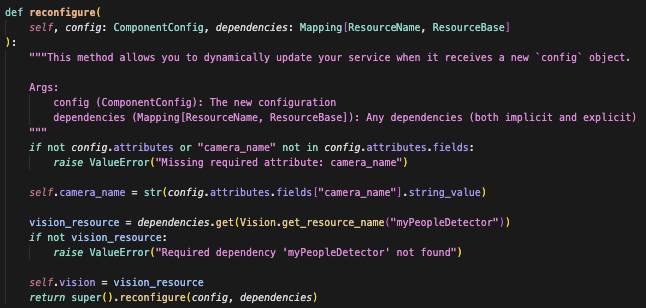 def reconfigure(
    self, config: ComponentConfig, dependencies: Mapping[ResourceName, ResourceBase]
):
    """This method allows you to dynamically update your service when it receives a new `config` object.

    Args:
        config (ComponentConfig): The new configuration
        dependencies (Mapping[ResourceName, ResourceBase]): Any dependencies (both implicit and explicit)
    """
    if not config.attributes or "camera_name" not in config.attributes.fields:
        raise ValueError("Missing required attribute: camera_name")

    self.camera_name = str(config.attributes.fields["camera_name"].string_value)

    vision_resource = dependencies.get(Vision.get_resource_name("myPeopleDetector"))
    if not vision_resource:
        raise ValueError("Required dependency 'myPeopleDetector' not found")

    self.vision = vision_resource
    return super().reconfigure(config, dependencies)